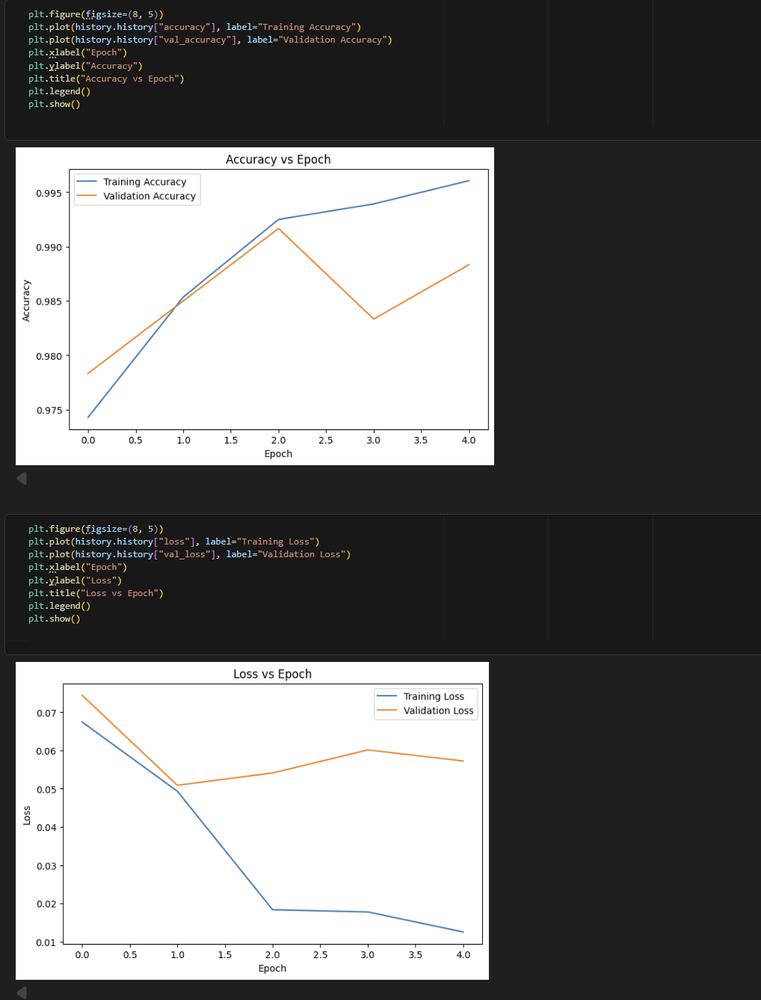 plt.figure(figsize=(8, 5))
plt.plot(history.history["accuracy"], label="Training Accuracy")
plt.plot(history.history["val_accuracy"], label="Validation Accuracy")
plt.xlabel("Epoch")
plt.ylabel("Accuracy")
plt.title("Accuracy vs Epoch")
plt.legend()
plt.show()
Accuracy vs Epoch
Training Accuracy
Validation Accuracy
0.995
0.990
0.985
0.980
0.975
Accuracy
0.0 0.5 1.0 1.5 2.0 2.5 3.0 3.5 4.0
Epoch
plt.figure(figsize=(8, 5))
plt.plot(history.history["loss"], label="Training Loss")
plt.plot(history.history["val_loss"], label="Validation Loss")
plt.xlabel("Epoch")
plt.ylabel("Loss")
plt.title("Loss vs Epoch")
plt.legend()
plt.show()
Loss vs Epoch
Training Loss
Validation Loss
0.07
0.06
0.05
0.04
0.03
0.02
0.01
Loss
0.0 0.5 1.0 1.5 2.0 2.5 3.0 3.5 4.0
Epoch